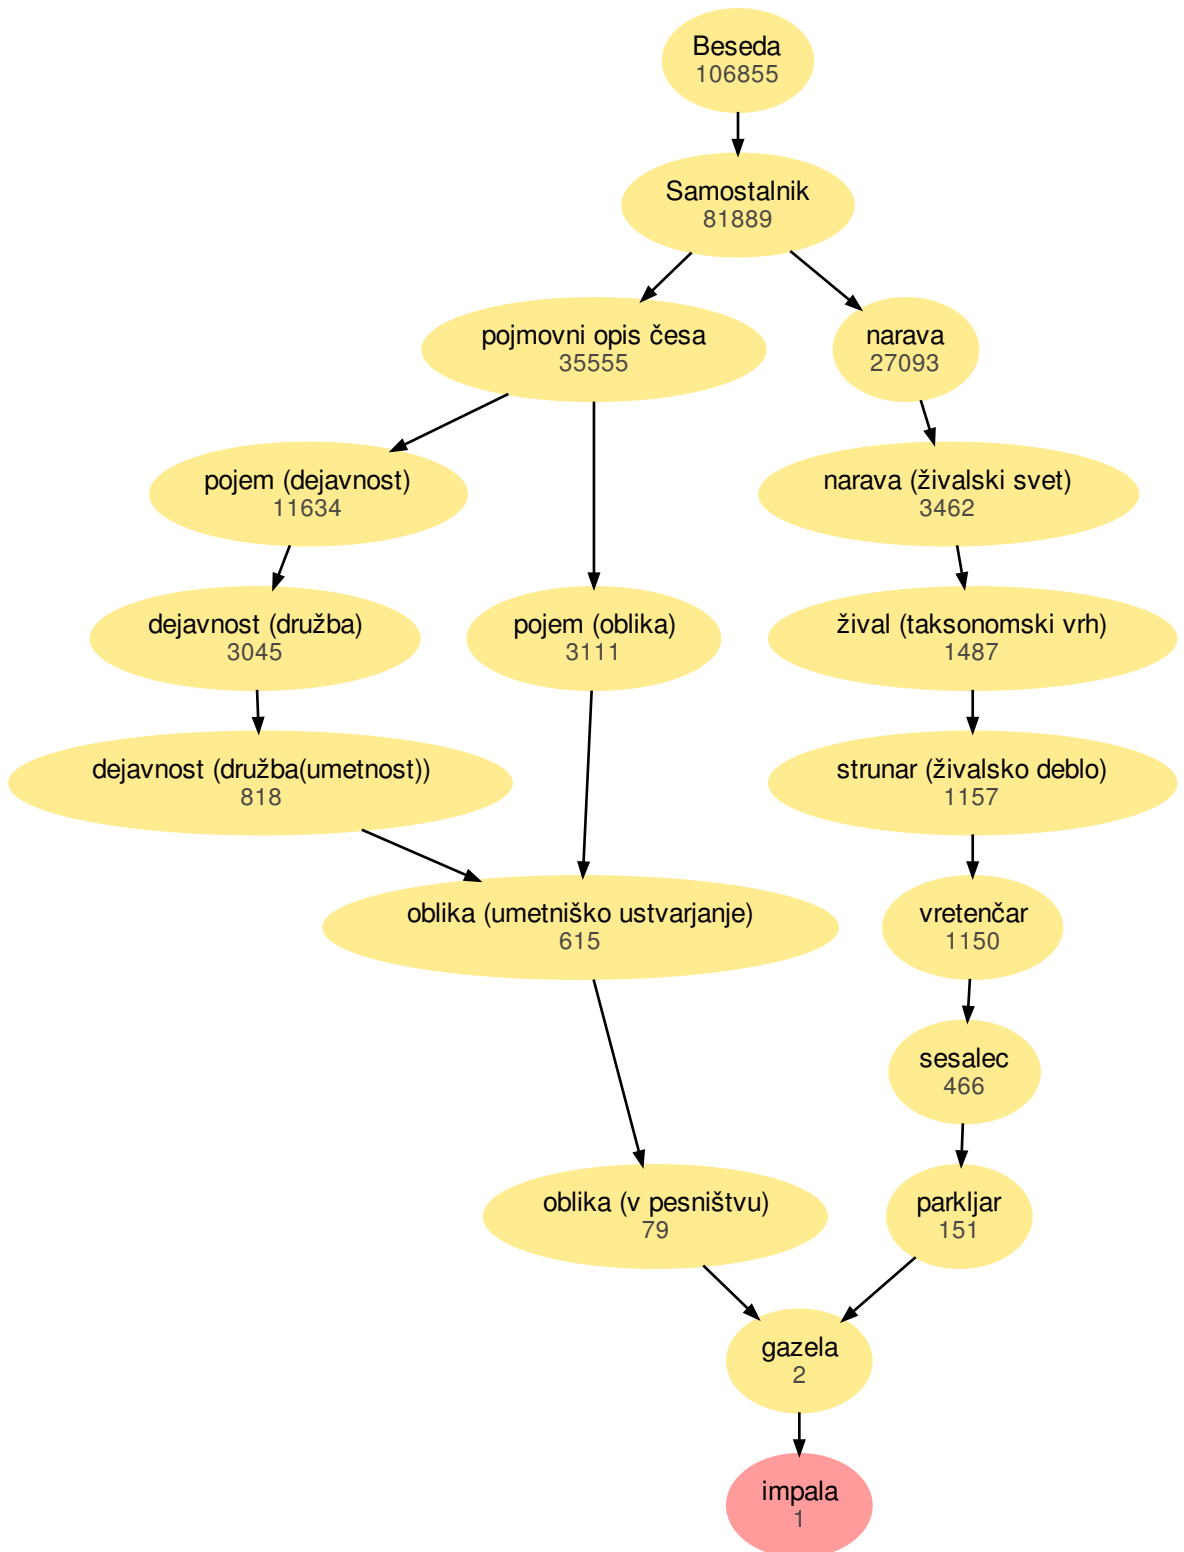 Beseda
106855
Samostalnik
81889
pojmovni opis česa
35555
narava
27093
pojem (dejavnost)
11634
narava (živalski svet)
3462
dejavnost (družba)
3045
pojem (oblika)
3111
žival (taksonomski vrh)
1487
dejavnost (družba(umetnost))
818
strunar (živalsko deblo)
1157
oblika (umetniško ustvarjanje)
615
vretenčar
1150
sesalec
466
oblika (v pesništvu)
79
parkljar
151
gazela
2
impala
1